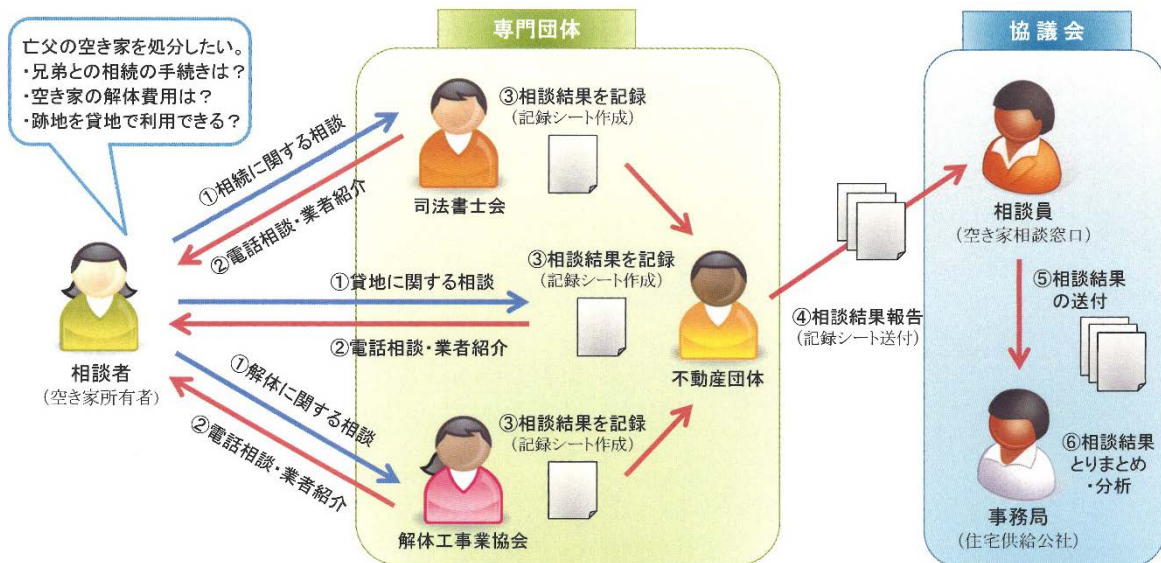 亡父の空き家を処分したい。
・兄弟との相続の手続きは？
・空き家の解体費用は？
・跡地を貸地で利用できる？
相談者
(空き家所有者)
①相続に関する相談
②電話相談・業者紹介
①貸地に関する相談
②電話相談・業者紹介
①解体に関する相談
②電話相談・業者紹介
専門団体
③相談結果を記録
(記録シート作成)
司法書士会
③相談結果を記録
(記録シート作成)
不動産団体
③相談結果を記録
(記録シート作成)
解体工事業協会
④相談結果報告
(記録シート送付)
協議会
相談員
(空き家相談窓口)
⑤相談結果
の送付
⑥相談結果
とりまとめ
・分析
事務局
(住宅供給公社)